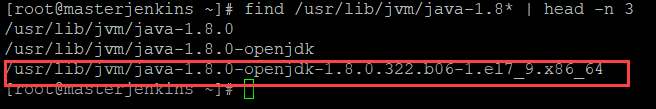 [root@masterjenkins ~]# find /usr/lib/jvm/java-1.8* | head -n 3
/usr/lib/jvm/java-1.8.0
/usr/lib/jvm/java-1.8.0-openjdk
/usr/lib/jvm/java-1.8.0-openjdk-1.8.0.322.b06-1.el7_9.x86_64
[root@masterjenkins ~]#